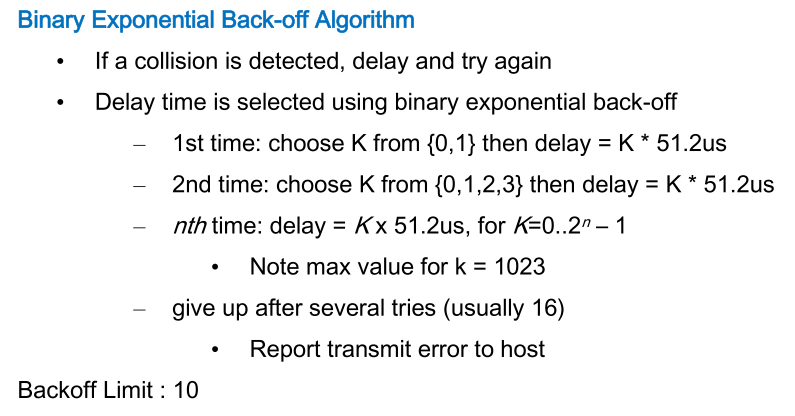 Binary Exponential Back-off Algorithm
• If a collision is detected, delay and try again
• Delay time is selected using binary exponential back-off
– 1st time: choose K from {0,1} then delay = K * 51.2us
– 2nd time: choose K from {0,1,2,3} then delay = K * 51.2us
– nth time: delay = K x 51.2us, for K=0..2ⁿ – 1
• Note max value for k = 1023
– give up after several tries (usually 16)
• Report transmit error to host
Backoff Limit : 10